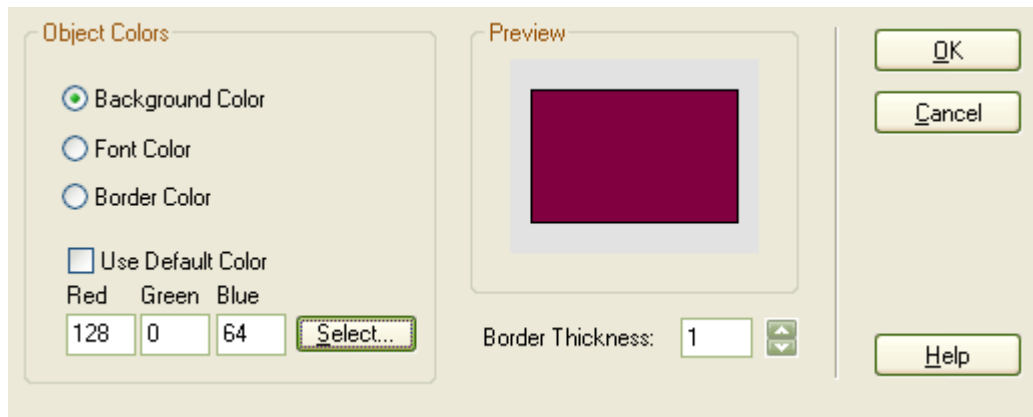 Object Colors
Background Color
Font Color
Border Color
Use Default Color
Red Green Blue
128 0 64 Select...
Preview
Border Thickness: 1
OK
Cancel
Help